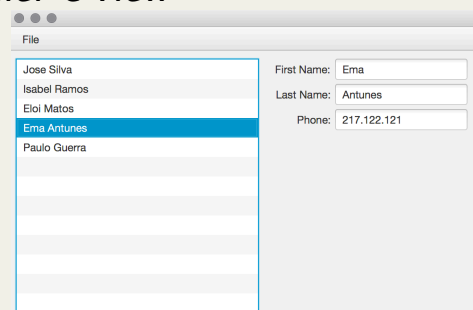 File
Jose Silva
Isabel Ramos
Eloi Matos
Ema Antunes
Paulo Guerra
First Name: Ema
Last Name: Antunes
Phone: 217.122.121